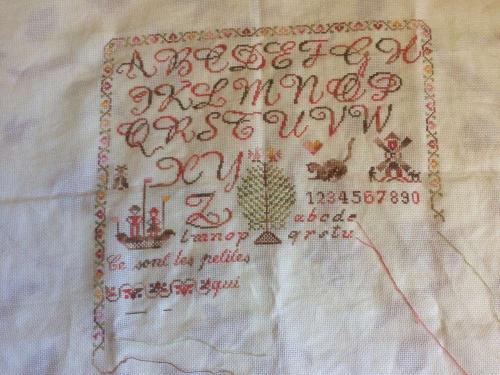 ABCDEFGH
IJKLMNOP
QRSTUVW
XY
Z
1234567890
abcde
lmnop qrstu
Ce sont les petites
qui